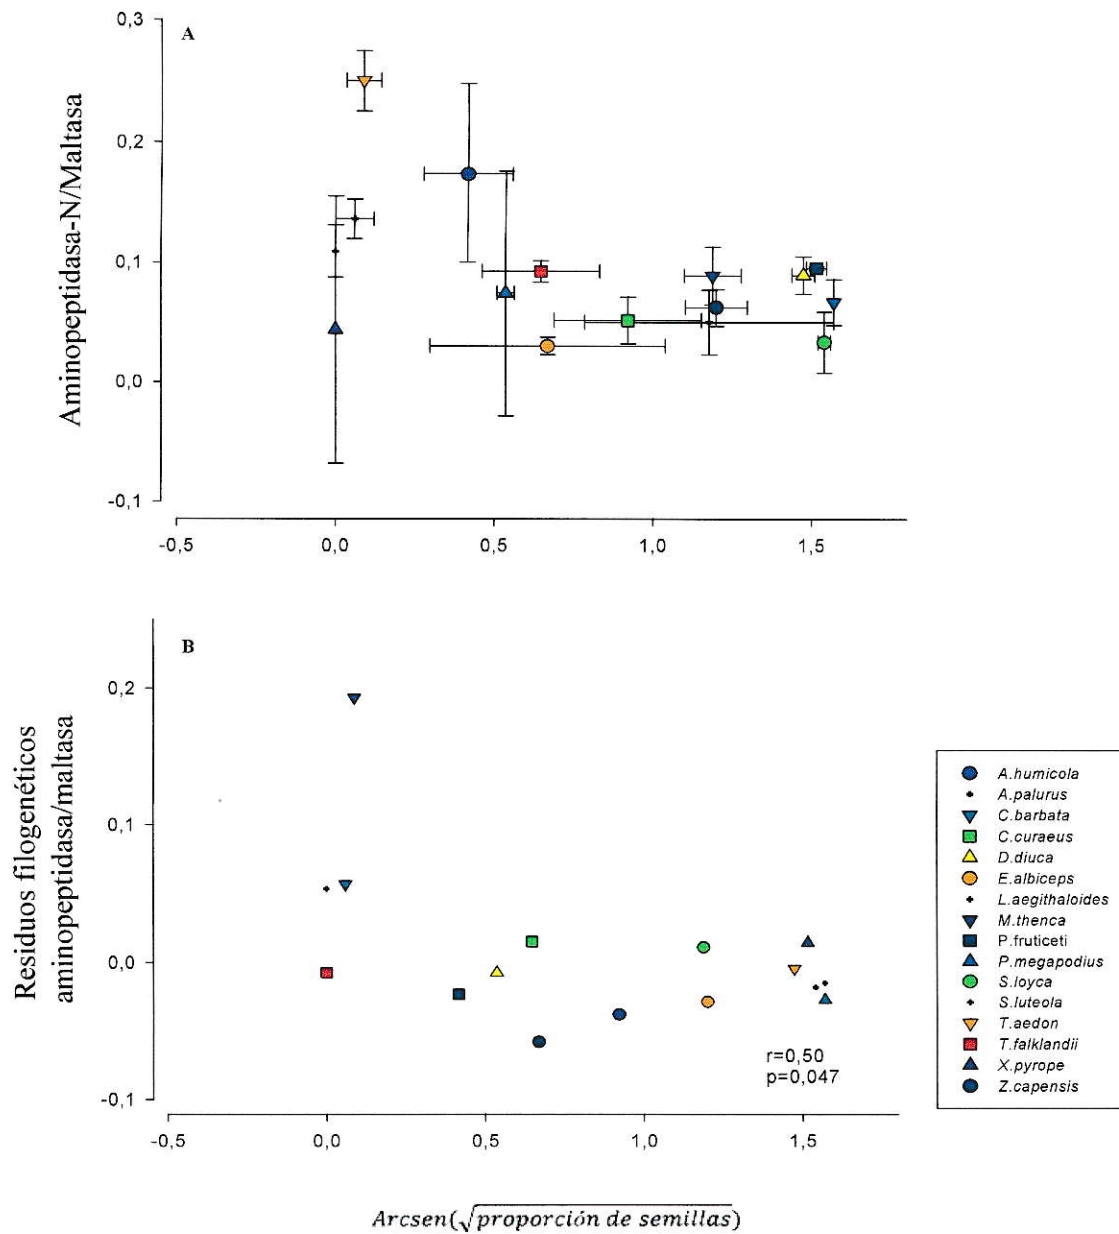 A
0,3
0,2
0,1
0,0
-0,1
Aminopeptidasa-N/Maltasa
-0,5
0,0
0,5
1,0
1,5
B
0,2
0,1
0,0
-0,1
Residuos filogenéticos
aminopeptidasa/maltasa
r=0,50
p=0,047
-0,5
0,0
0,5
1,0
1,5
A.humicola
A.palurus
C.barbata
C.curaeus
D.diuca
E.albiceps
L.aegithaloides
M.thenca
P.fruticeti
P.megapodius
S.loyca
S.luteola
T.aedon
T.falklandii
X.pyrope
Z.capensis
Arcsen(√proporción de semillas)